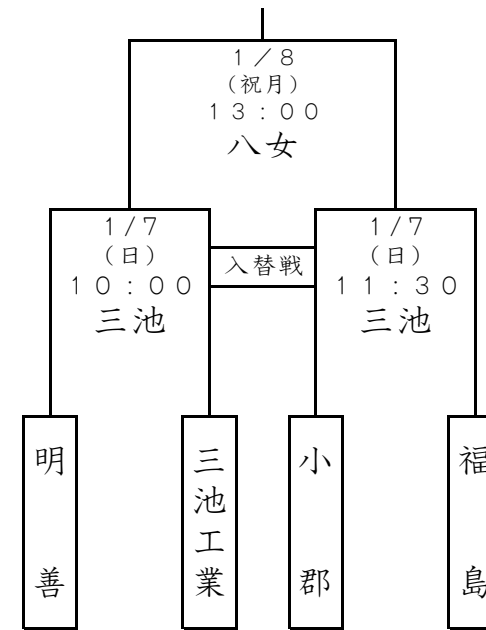 1／8
（祝月）
13：00
八女
1/7
（日）
10：00
三池
入替戦
1/7
（日）
11：30
三池
明善
三池工業
小郡
福島